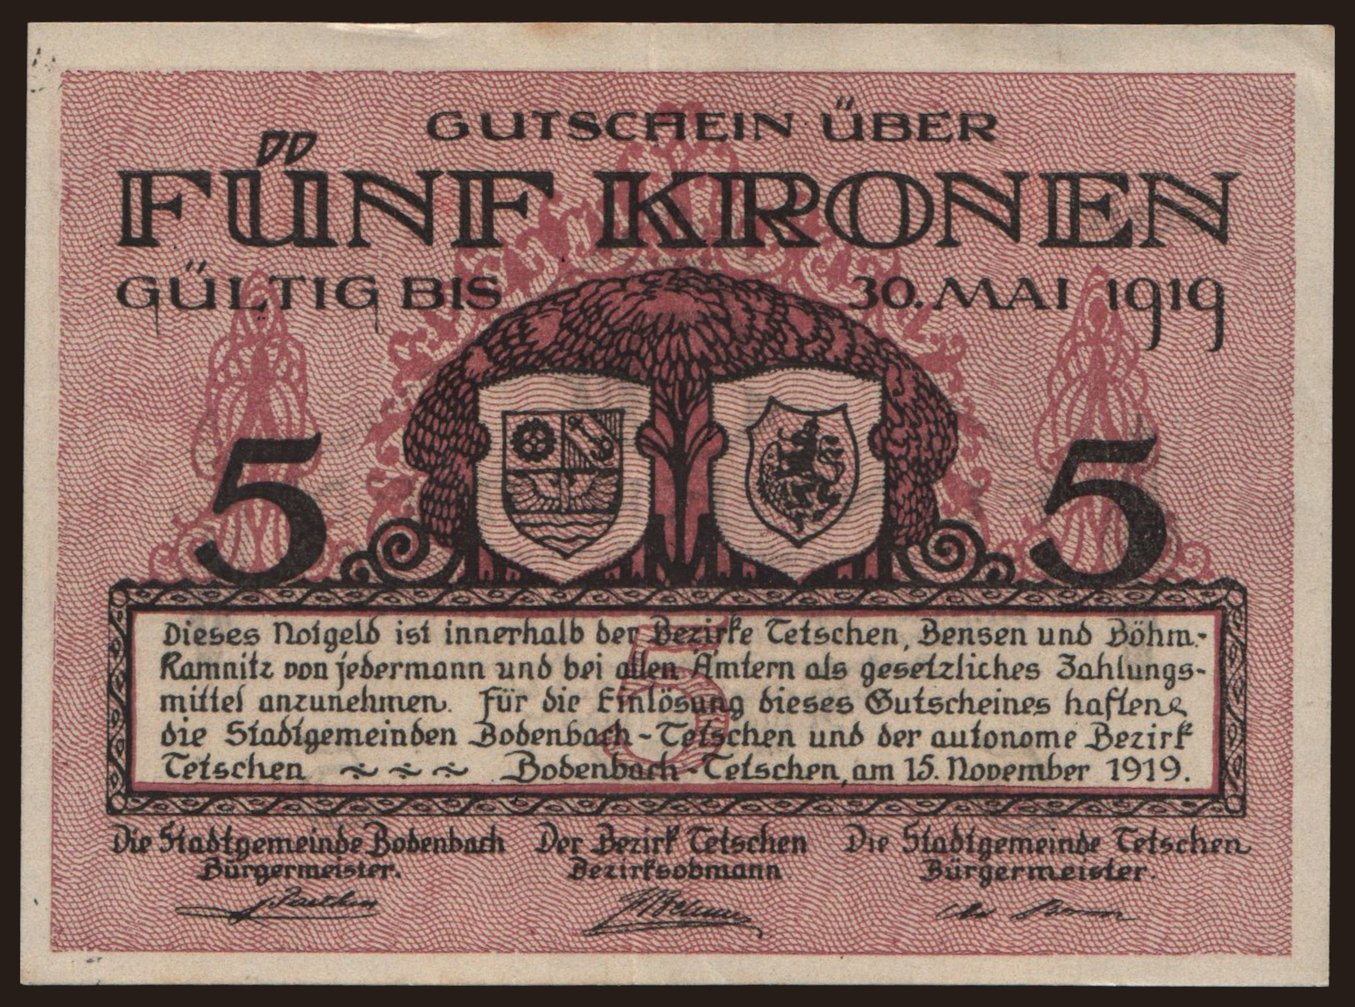 GUTSCHEIN ÜBER
FÜNF KRONEN
GÜLTIG BIS 30. MAI 1919
5 5
Dieses Notgeld ist innerhalb der Bezirke Tetschen, Bensen und Böhm.-
Kamnitz von jedermann und bei allen Ämtern als gesetzliches Zahlungs-
mittel anzunehmen. Für die Einlösung dieses Gutscheines haften
die Stadtgemeinden Bodenbach-Tetschen und der autonome Bezirk
Tetschen Bodenbach-Tetschen, am 15. November 1919.
5
Die Stadtgemeinde Bodenbach Der Bezirk Tetschen Die Stadtgemeinde Tetschen
Bürgermeister. Bezirksobmann Bürgermeister.